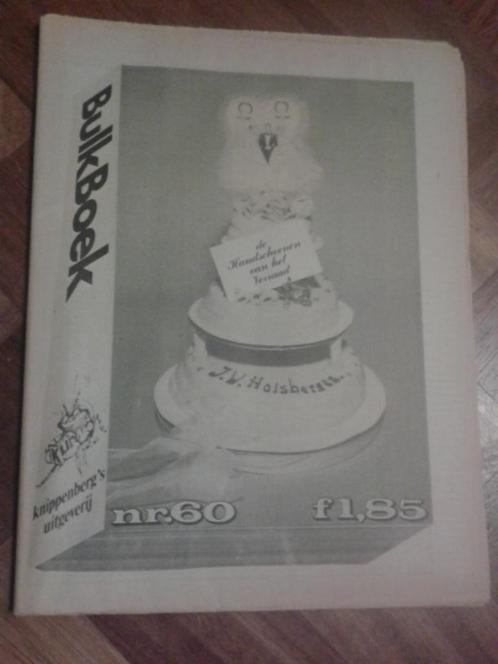 BulkBoek
de
Handschoenen
van het
Verraad
J.W. Holsbergen
knippenberg's
uitgeverij
nr.60
f1,85